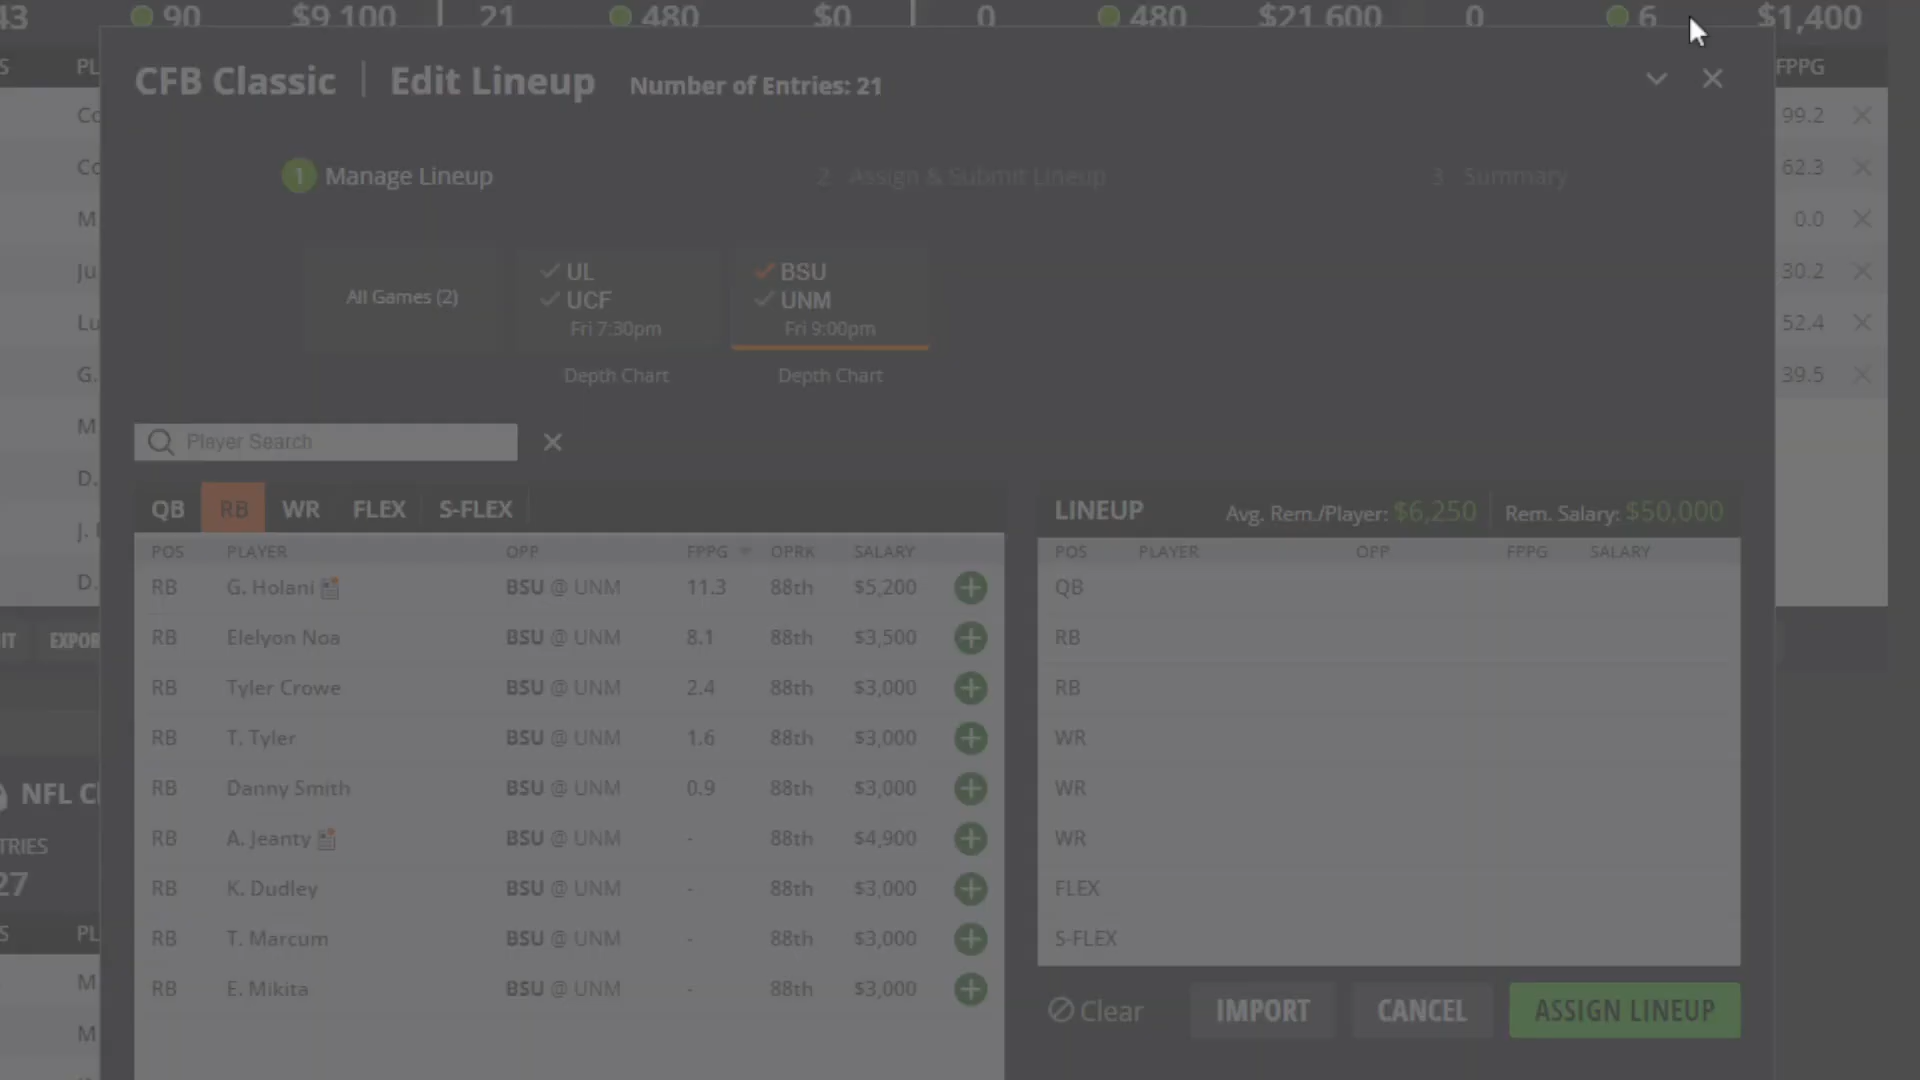 43 90 $9 100 21 480 $0 0 480 $21 600 0 6 $1,400
S PL FPPG
CFB Classic Edit Lineup Number of Entries: 21
Co 99.2
1 Manage Lineup 2 Assign & Submit Lineup 3 Summary
Co 62.3
M 0.0
UL BSU
Ju 30.2
All Games (2) UCF UNM
Fri 7:30pm Fri 9:00pm
Lu 52.4
Depth Chart Depth Chart
G. 39.5
M
Player Search
D.
QB RB WR FLEX S-FLEX
LINEUP Avg. Rem./Player: $6,250 Rem. Salary: $50,000
J.
POS PLAYER OPP FPPG OPRK SALARY
POS PLAYER OPP FPPG SALARY
D.
RB G. Holani BSU @ UNM 11.3 88th $5,200
QB
IT EXPOR
RB Elelyon Noa BSU @ UNM 8.1 88th $3,500
RB
RB Tyler Crowe BSU @ UNM 2.4 88th $3,000
RB
RB T. Tyler BSU @ UNM 1.6 88th $3,000
WR
NFL Cl
RB Danny Smith BSU @ UNM 0.9 88th $3,000
WR
TRIES
RB A. Jeanty BSU @ UNM - 88th $4,900
WR
27
RB K. Dudley BSU @ UNM - 88th $3,000
FLEX
S PL
RB T. Marcum BSU @ UNM - 88th $3,000
S-FLEX
M
RB E. Mikita BSU @ UNM - 88th $3,000
Clear IMPORT CANCEL ASSIGN LINEUP
M